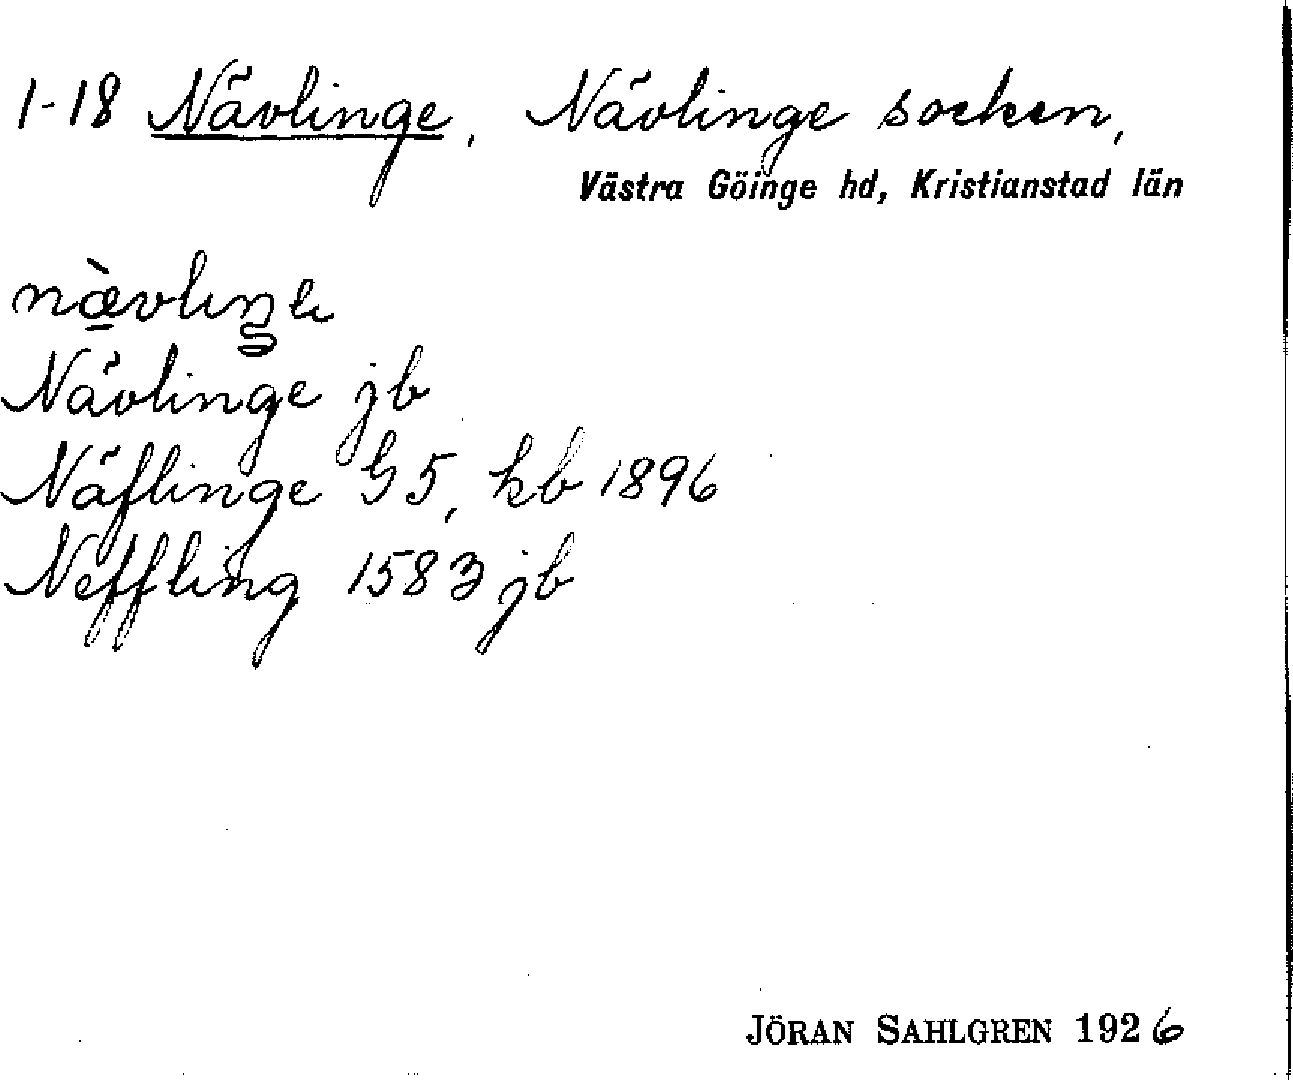 1-18 Nävlinge, Nävlinge socken,
Västra Göinge hd, Kristianstad län
Nävlinge jb
Näflinge G5, kb 1896
Neffling 1583 jb
JÖRAN SAHLGREN 1926